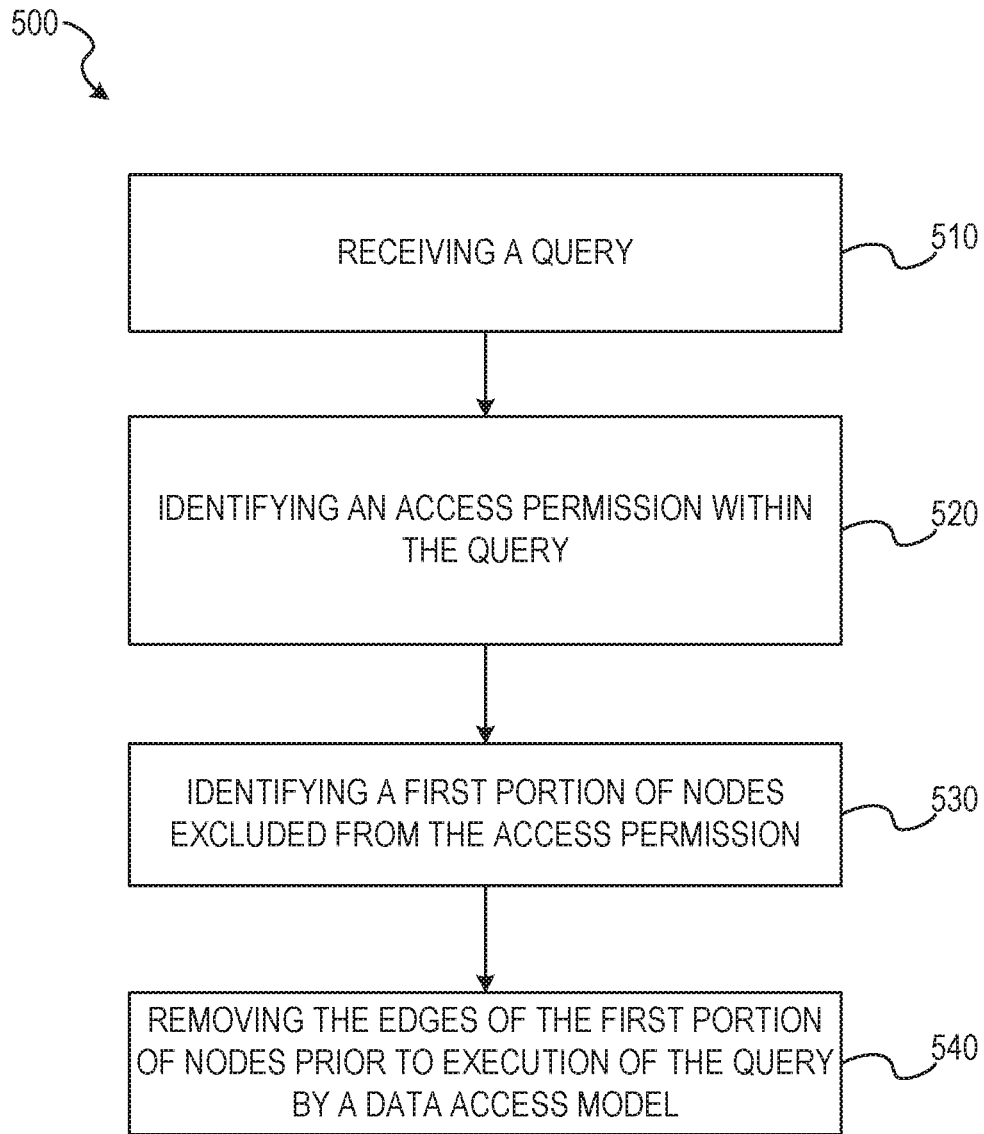 500
RECEIVING A QUERY
510
IDENTIFYING AN ACCESS PERMISSION WITHIN
THE QUERY
520
IDENTIFYING A FIRST PORTION OF NODES
EXCLUDED FROM THE ACCESS PERMISSION
530
REMOVING THE EDGES OF THE FIRST PORTION
OF NODES PRIOR TO EXECUTION OF THE QUERY
BY A DATA ACCESS MODEL
540